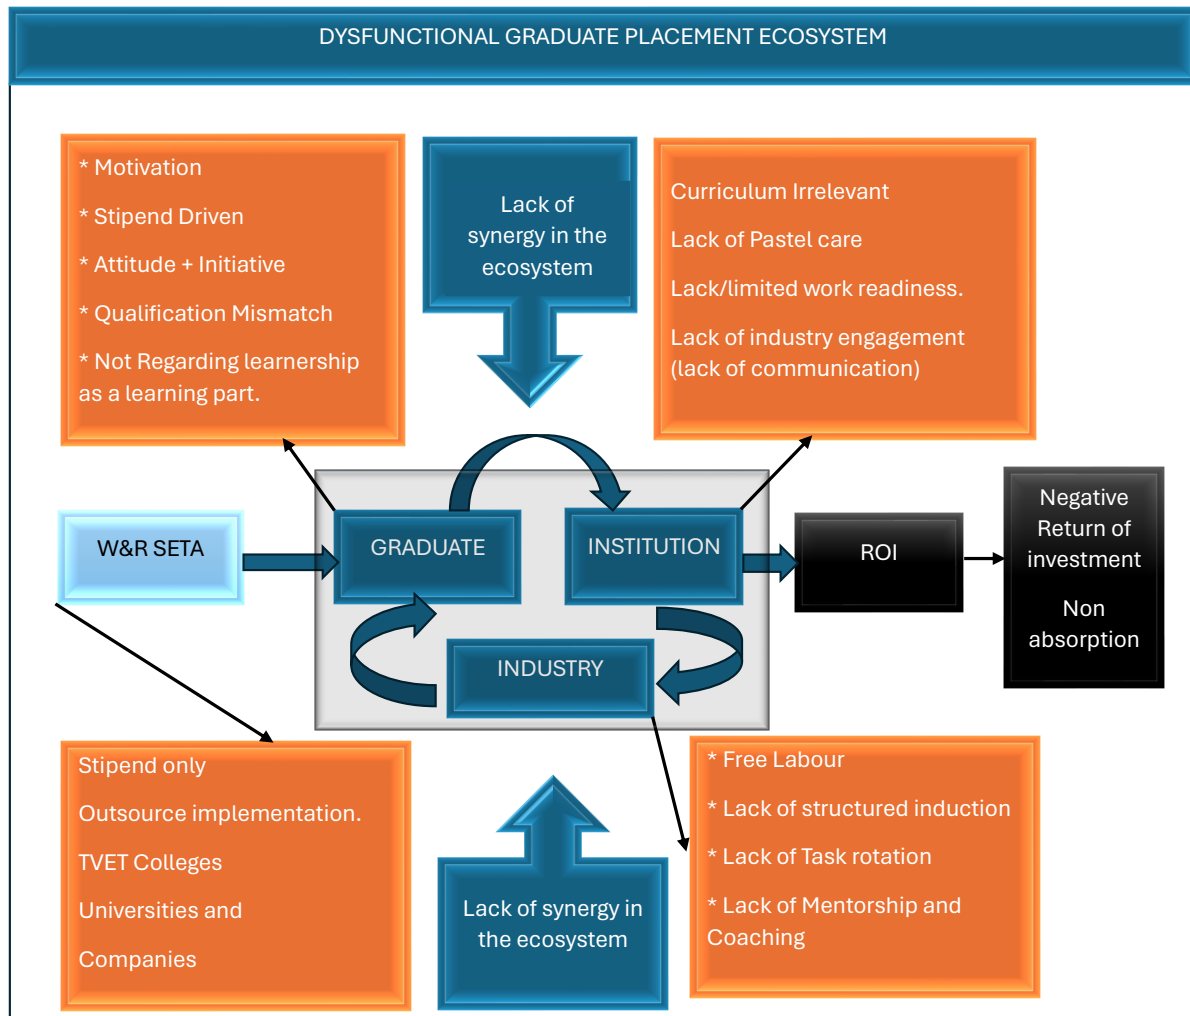 DYSFUNCTIONAL GRADUATE PLACEMENT ECOSYSTEM
* Motivation
* Stipend Driven
* Attitude + Initiative
* Qualification Mismatch
* Not Regarding learnership
as a learning part.
Lack of
synergy in the
ecosystem
Curriculum Irrelevant
Lack of Pastel care
Lack/limited work readiness.
Lack of industry engagement
(lack of communication)
W&R SETA
GRADUATE
INSTITUTION
INDUSTRY
ROI
Negative
Return of
investment
Non
absorption
Stipend only
Outsource implementation.
TVET Colleges
Universities and
Companies
Lack of synergy in
the ecosystem
* Free Labour
* Lack of structured induction
* Lack of Task rotation
* Lack of Mentorship and
Coaching